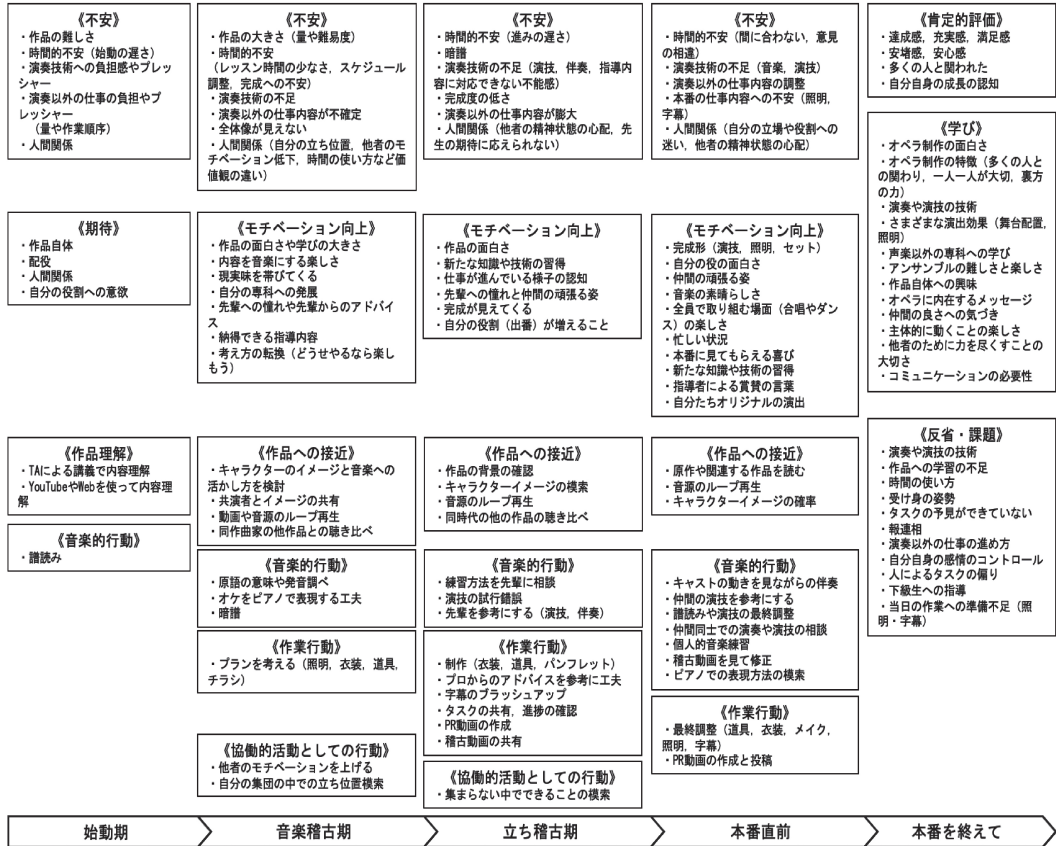 《不安》
・作品の難しさ
・時間的不安（始動の遅さ）
・演奏技術への負担感やプレッ
シャー
・演奏以外の仕事の負担やプ
レッシャー
（量や作業順序）
・人間関係
《期待》
・作品自体
・配役
・人間関係
・自分の役割への意欲
《作品理解》
・TAによる講義で内容理解
・YouTubeやWebを使って内容理
解
《音楽的行動》
・譜読み
始動期
《不安》
・作品の大きさ（量や難易度）
・時間的不安
（レッスン時間の少なさ，スケジュール
調整，完成への不安）
・演奏技術の不足
・演奏以外の仕事内容が不確定
・全体像が見えない
・人間関係（自分の立ち位置，他者のモ
チベーション低下，時間の使い方など価
値観の違い）
《モチベーション向上》
・作品の面白さや学びの大きさ
・内容を音楽にする楽しさ
・現実味を帯びてくる
・自分の専科への発展
・先輩への憧れや先輩からのアドバイ
ス
・納得できる指導内容
・考え方の転換（どうせやるなら楽し
もう）
《作品への接近》
・キャラクターのイメージと音楽への
活かし方を検討
・共演者とイメージの共有
・動画や音源のループ再生
・同作曲家の他作品との聴き比べ
《音楽的行動》
・原語の意味や発音調べ
・オケをピアノで表現する工夫
・暗譜
《作業行動》
・プランを考える（照明，衣装，道具，
チラシ）
《協働的活動としての行動》
・他者のモチベーションを上げる
・自分の集団の中での立ち位置模索
音楽稽古期
《不安》
・時間的不安（進みの遅さ）
・暗譜
・演奏技術の不足（演技，伴奏，指導内
容に対応できない不能感）
・完成度の低さ
・演奏以外の仕事内容が膨大
・人間関係（他者の精神状態の心配，先
生の期待に応えられない）
《モチベーション向上》
・作品の面白さ
・新たな知識や技術の習得
・仕事が進んでいる様子の認知
・先輩への憧れと仲間の頑張る姿
・完成が見えてくる
・自分の役割（出番）が増えること
《作品への接近》
・作品の背景の確認
・キャラクターイメージの模索
・音源のループ再生
・同時代の他の作品の聴き比べ
《音楽的行動》
・練習方法を先輩に相談
・演技の試行錯誤
・先輩を参考にする（演技，伴奏）
《作業行動》
・制作（衣装，道具，パンフレット）
・プロからのアドバイスを参考に工夫
・字幕のブラッシュアップ
・タスクの共有，進捗の確認
・PR動画の作成
・稽古動画の共有
《協働的活動としての行動》
・集まらない中でできることの模索
立ち稽古期
《不安》
・時間的不安（間に合わない，意見
の相違）
・演奏技術の不足（音楽，演技）
・演奏以外の仕事内容の調整
・本番の仕事内容への不安（照明，
字幕）
・人間関係（自分の立場や役割への
迷い，他者の精神状態の心配）
《モチベーション向上》
・完成形（演技，照明，セット）
・自分の役の面白さ
・仲間の頑張る姿
・音楽の素晴らしさ
・全員で取り組む場面（合唱やダン
ス）の楽しさ
・忙しい状況
・本番に見てもらえる喜び
・新たな知識や技術の習得
・指導者による賞賛の言葉
・自分たちオリジナルの演出
《作品への接近》
・原作や関連する作品を読む
・音源のループ再生
・キャラクターイメージの確率
《音楽的行動》
・キャストの動きを見ながらの伴奏
・仲間の演技を参考にする
・譜読みや演技の最終調整
・仲間同士での演奏や演技の相談
・個人的音楽練習
・稽古動画を見て修正
・ピアノでの表現方法の模索
《作業行動》
・最終調整（道具，衣装，メイク，
照明，字幕）
・PR動画の作成と投稿
本番直前
《肯定的評価》
・達成感，充実感，満足感
・安堵感，安心感
・多くの人と関われた
・自分自身の成長の認知
《学び》
・オペラ制作の面白さ
・オペラ制作の特徴（多くの人と
の関わり，一人一人が大切，裏方
の力）
・演奏や演技の技術
・さまざまな演出効果（舞台配置，
照明）
・声楽以外の専科への学び
・アンサンブルの難しさと楽しさ
・作品自体への興味
・オペラに内在するメッセージ
・仲間の良さへの気づき
・主体的に動くことの楽しさ
・他者のために力を尽くすことの
大切さ
・コミュニケーションの必要性
《反省・課題》
・演奏や演技の技術
・作品への学習の不足
・時間の使い方
・受け身の姿勢
・タスクの予見ができていない
・報連相
・演奏以外の仕事の進め方
・自分自身の感情のコントロール
・人によるタスクの偏り
・下級生への指導
・当日の作業への準備不足（照
明・字幕）
本番を終えて